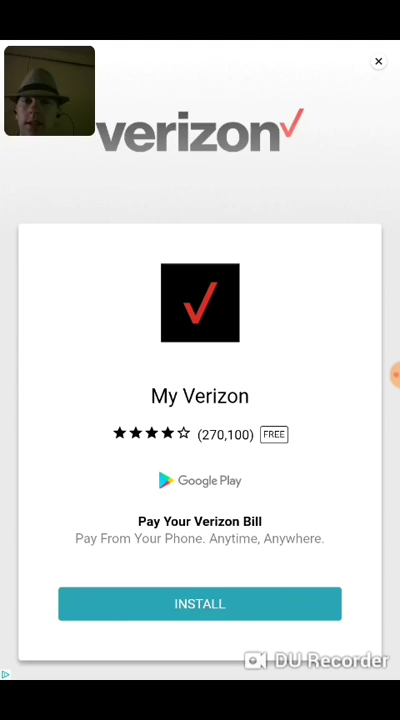 verizon
My Verizon
(270,100) FREE
Google Play
Pay Your Verizon Bill
Pay From Your Phone. Anytime, Anywhere.
INSTALL
DU Recorder